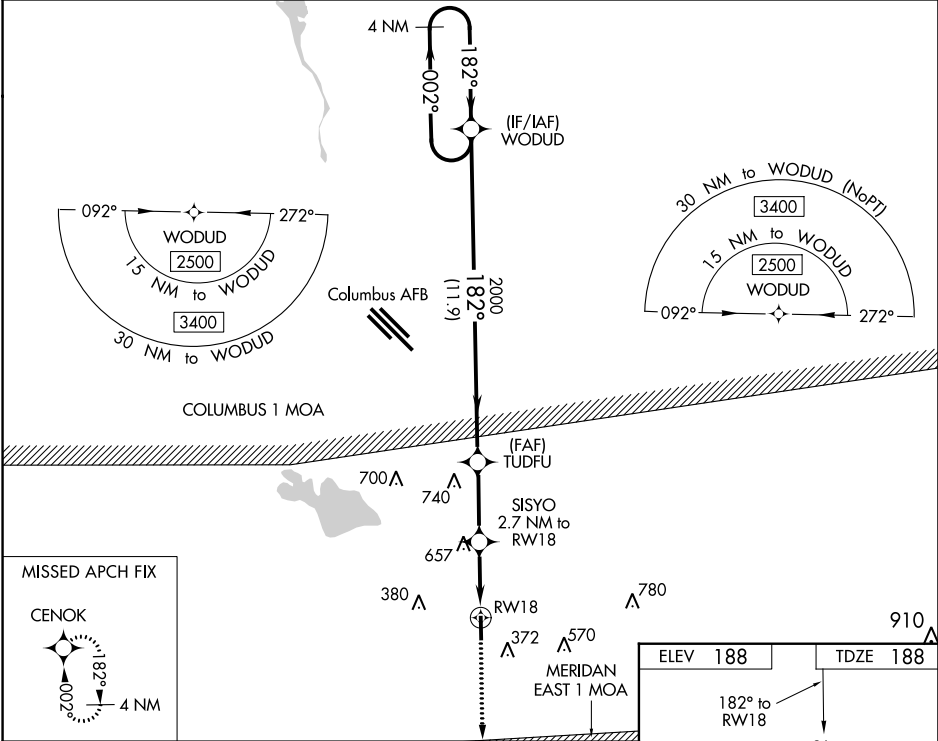 4 NM
182°
002°
(IF/IAF)
WODUD
092°
272°
WODUD
2500
15 NM to WODUD
3400
30 NM to WODUD
30 NM to WODUD (NoPT)
3400
15 NM to WODUD
2500
WODUD
092°
272°
Columbus AFB
2000
182°
(11.9)
COLUMBUS 1 MOA
(FAF)
TUDFU
700
740
SISYO
2.7 NM to
RW18
657
MISSED APCH FIX
CENOK
182°
002°
4 NM
380
RW18
780
372
570
910
MERIDAN
EAST 1 MOA
ELEV 188
TDZE 188
182° to
RW18